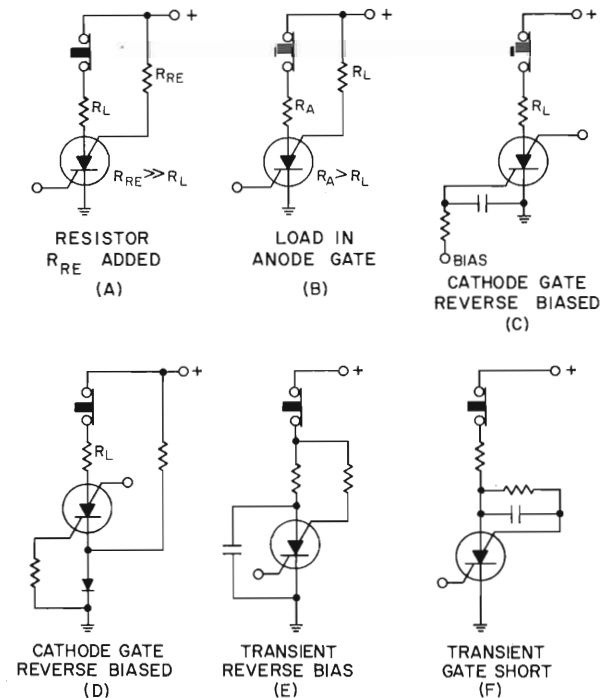 +
+
+
R_RE
R_L
R_RE >> R_L
R_A
R_L
R_A > R_L
R_L
BIAS
RESISTOR
R_RE ADDED
(A)
LOAD IN
ANODE GATE
(B)
CATHODE GATE
REVERSE BIASED
(C)
+
+
+
R_L
CATHODE GATE
REVERSE BIASED
(D)
TRANSIENT
REVERSE BIAS
(E)
TRANSIENT
GATE SHORT
(F)